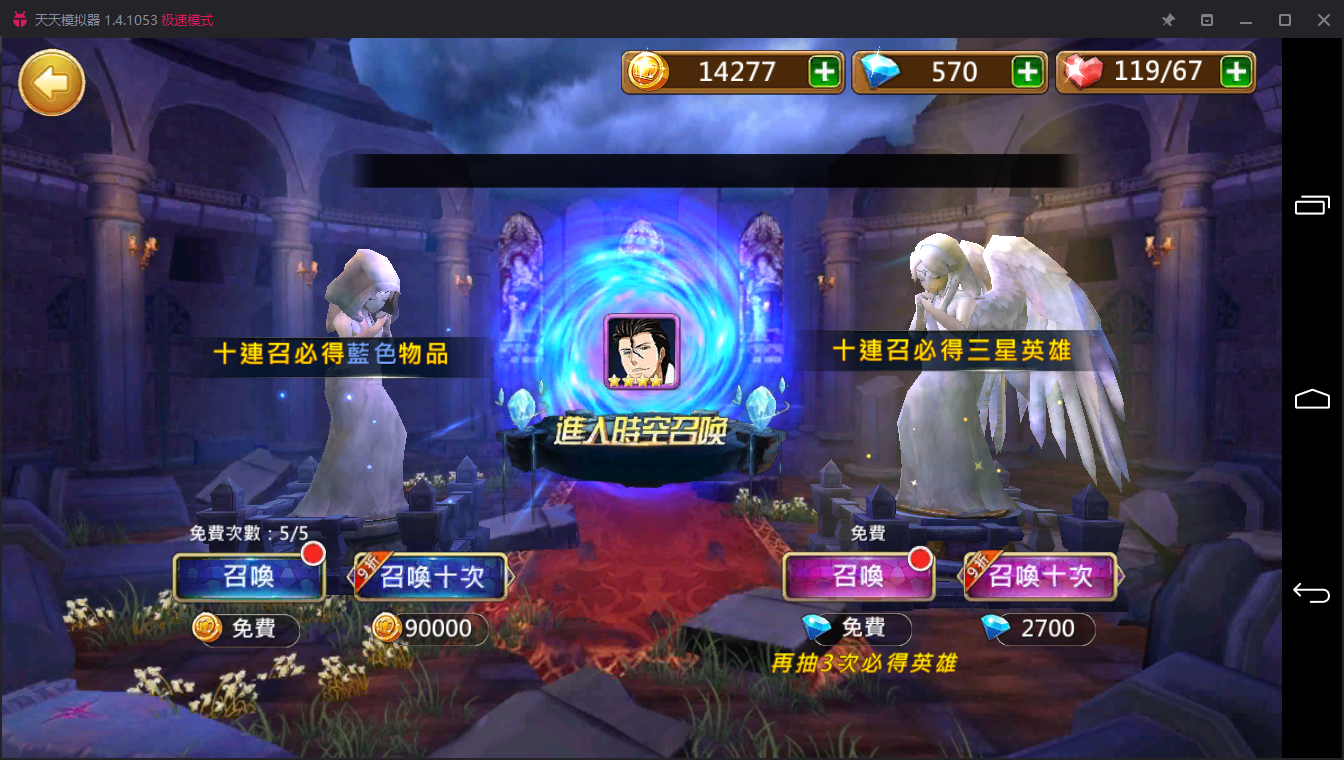 天天模拟器 1.4.1053 极速模式
14277
570
119/67
十連召必得藍色物品
十連召必得三星英雄
進入時空召喚
免費次數：5/5
召喚
9折
召喚十次
免費
90000
免費
召喚
9折
召喚十次
免費
2700
再抽3次必得英雄